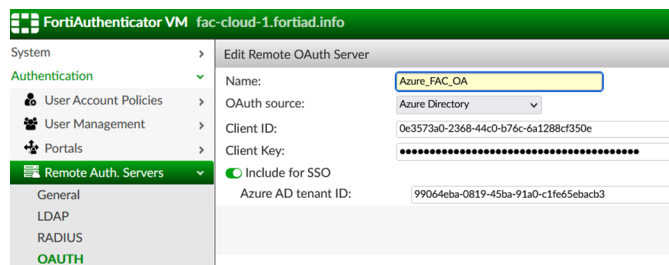 FortiAuthenticator VM fac-cloud-1.fortiad.info
System
Authentication
User Account Policies
User Management
Portals
Remote Auth. Servers
General
LDAP
RADIUS
OAUTH
Edit Remote OAuth Server
Name: Azure_FAC_OA
OAuth source: Azure Directory
Client ID: 0e3573a0-2368-44c0-b76c-6a1288cf350e
Client Key: ●●●●●●●●●●●●●●●●●●●●●●●●●●●●●●●●●●●●●●●●
Include for SSO
Azure AD tenant ID: 99064eba-0819-45ba-91a0-c1fe65ebacb3